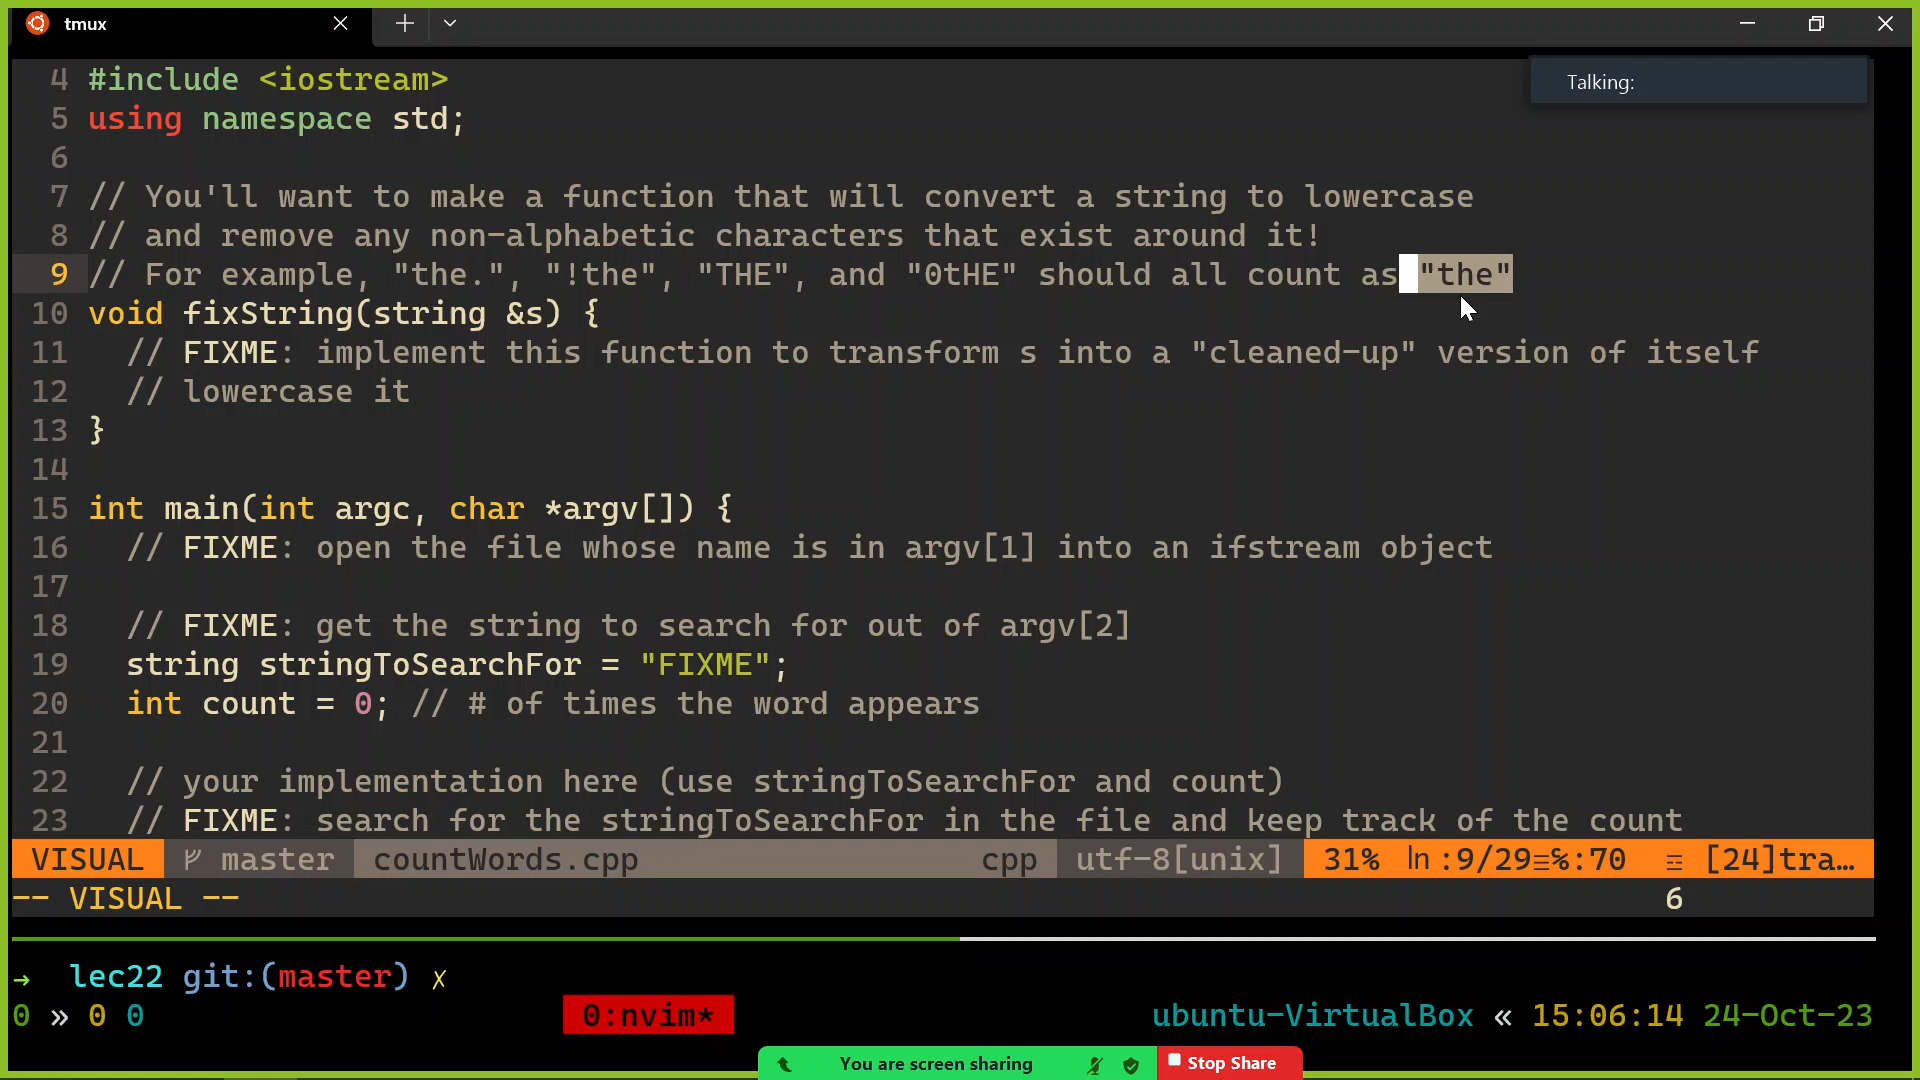 tmux
Talking:
4 #include <iostream>
5 using namespace std;
6
7 // You'll want to make a function that will convert a string to lowercase
8 // and remove any non-alphabetic characters that exist around it!
9 // For example, "the.", "!the", "THE", and "0tHE" should all count as "the"
10 void fixString(string &s) {
11 // FIXME: implement this function to transform s into a "cleaned-up" version of itself
12 // lowercase it
13 }
14
15 int main(int argc, char *argv[]) {
16 // FIXME: open the file whose name is in argv[1] into an ifstream object
17
18 // FIXME: get the string to search for out of argv[2]
19 string stringToSearchFor = "FIXME";
20 int count = 0; // # of times the word appears
21
22 // your implementation here (use stringToSearchFor and count)
23 // FIXME: search for the stringToSearchFor in the file and keep track of the count
VISUAL master countWords.cpp cpp utf-8[unix] 31% ln :9/29≡℅:70 ☲ [24]tra…
-- VISUAL -- 6
→ lec22 git:(master) ✗
0 » 0 0 0:nvim* ubuntu-VirtualBox « 15:06:14 24-Oct-23
You are screen sharing Stop Share